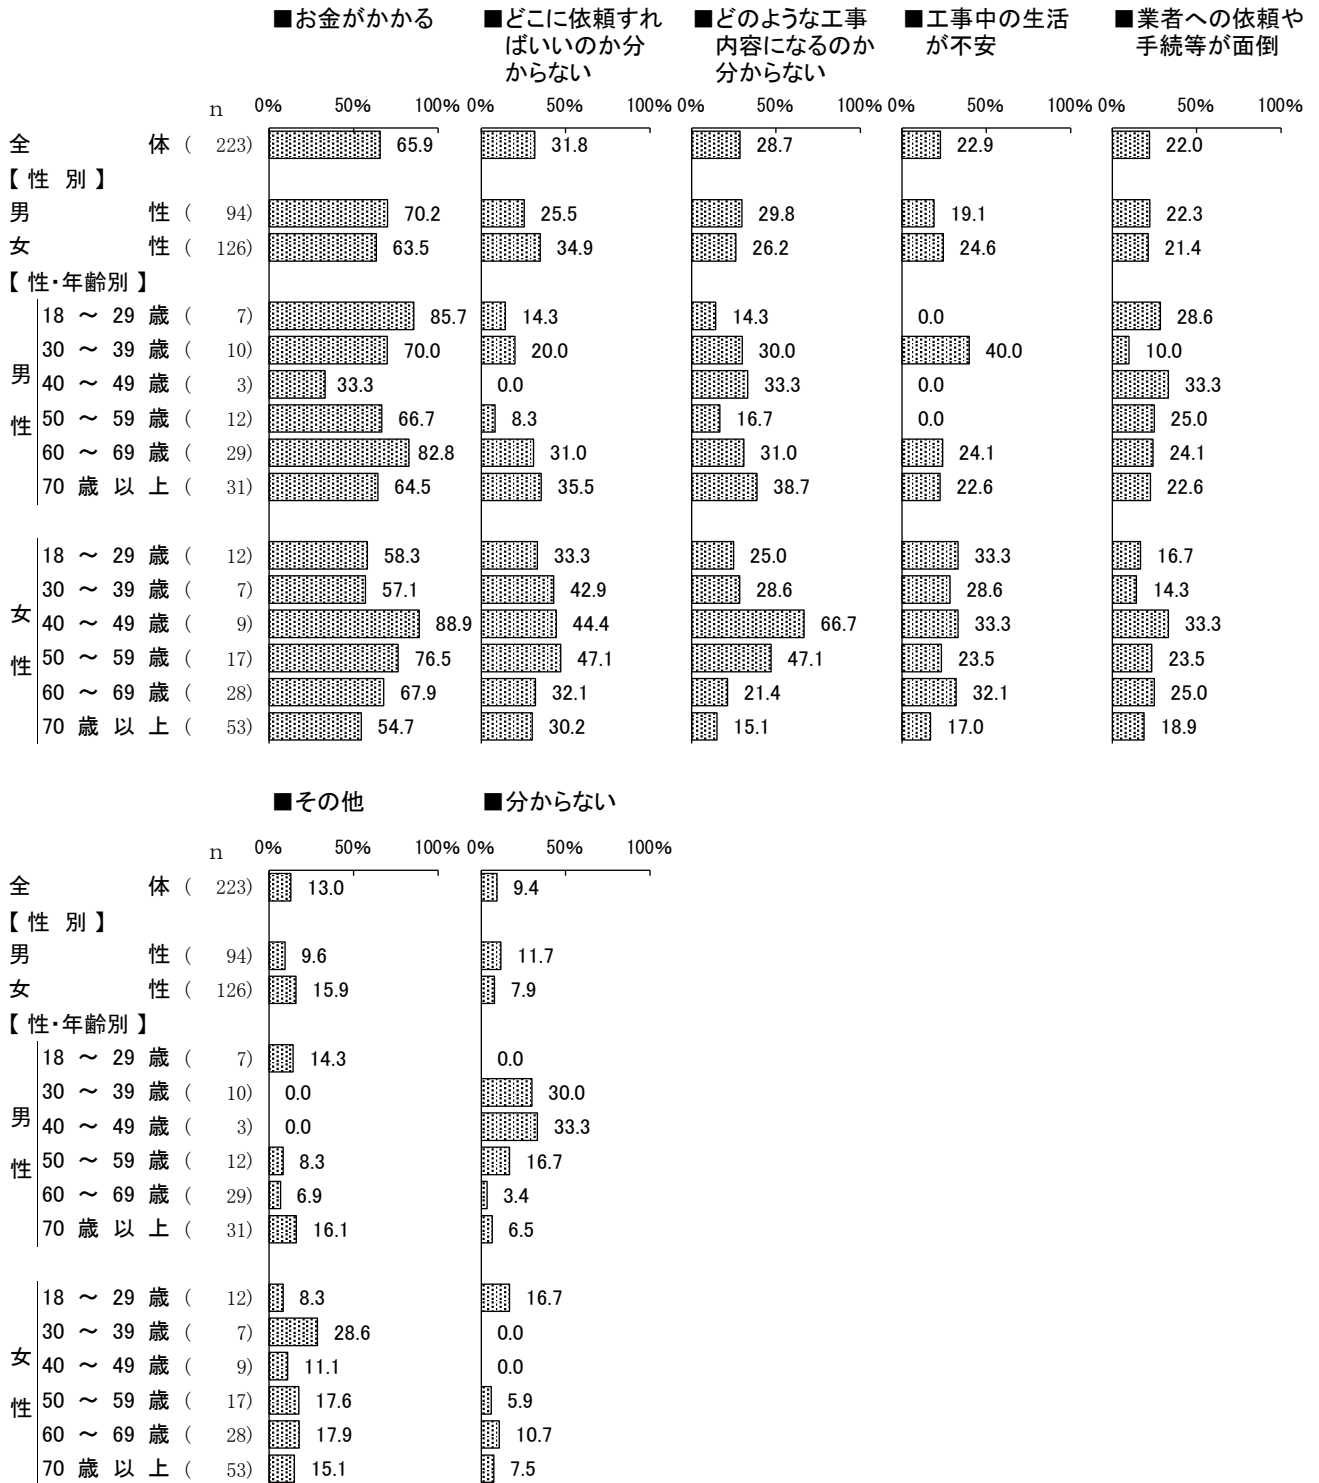 ■お金がかかる ■どこに依頼すれ ■どのような工事 ■工事中の生活 ■業者への依頼や
ばいいのか分 内容になるのか が不安 手続等が面倒
からない 分からない
n 0% 50% 100% 0% 50% 100% 0% 50% 100% 0% 50% 100% 0% 50% 100%
全体 ( 223) 65.9 31.8 28.7 22.9 22.0
【性別】
男性 ( 94) 70.2 25.5 29.8 19.1 22.3
女性 ( 126) 63.5 34.9 26.2 24.6 21.4
【性・年齢別】
男性
18 ～ 29 歳 ( 7) 85.7 14.3 14.3 0.0 28.6
30 ～ 39 歳 ( 10) 70.0 20.0 30.0 40.0 10.0
40 ～ 49 歳 ( 3) 33.3 0.0 33.3 0.0 33.3
50 ～ 59 歳 ( 12) 66.7 8.3 16.7 0.0 25.0
60 ～ 69 歳 ( 29) 82.8 31.0 31.0 24.1 24.1
70 歳以上 ( 31) 64.5 35.5 38.7 22.6 22.6
女性
18 ～ 29 歳 ( 12) 58.3 33.3 25.0 33.3 16.7
30 ～ 39 歳 ( 7) 57.1 42.9 28.6 28.6 14.3
40 ～ 49 歳 ( 9) 88.9 44.4 66.7 33.3 33.3
50 ～ 59 歳 ( 17) 76.5 47.1 47.1 23.5 23.5
60 ～ 69 歳 ( 28) 67.9 32.1 21.4 32.1 25.0
70 歳以上 ( 53) 54.7 30.2 15.1 17.0 18.9
■その他 ■分からない
n 0% 50% 100% 0% 50% 100%
全体 ( 223) 13.0 9.4
【性別】
男性 ( 94) 9.6 11.7
女性 ( 126) 15.9 7.9
【性・年齢別】
男性
18 ～ 29 歳 ( 7) 14.3 0.0
30 ～ 39 歳 ( 10) 0.0 30.0
40 ～ 49 歳 ( 3) 0.0 33.3
50 ～ 59 歳 ( 12) 8.3 16.7
60 ～ 69 歳 ( 29) 6.9 3.4
70 歳以上 ( 31) 16.1 6.5
女性
18 ～ 29 歳 ( 12) 8.3 16.7
30 ～ 39 歳 ( 7) 28.6 0.0
40 ～ 49 歳 ( 9) 11.1 0.0
50 ～ 59 歳 ( 17) 17.6 5.9
60 ～ 69 歳 ( 28) 17.9 10.7
70 歳以上 ( 53) 15.1 7.5